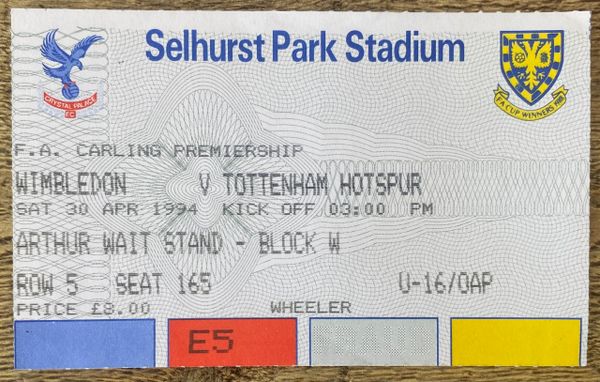 Selhurst Park Stadium
CRYSTAL PALACE
FC
F.A. CUP WINNERS 1988
F.A. CARLING PREMIERSHIP
WIMBLEDON V TOTTENHAM HOTSPUR
SAT 30 APR 1994 KICK OFF 03:00 PM
ARTHUR WAIT STAND - BLOCK W
ROW 5 SEAT 165 U-16/OAP
PRICE £8.00 WHEELER
E5